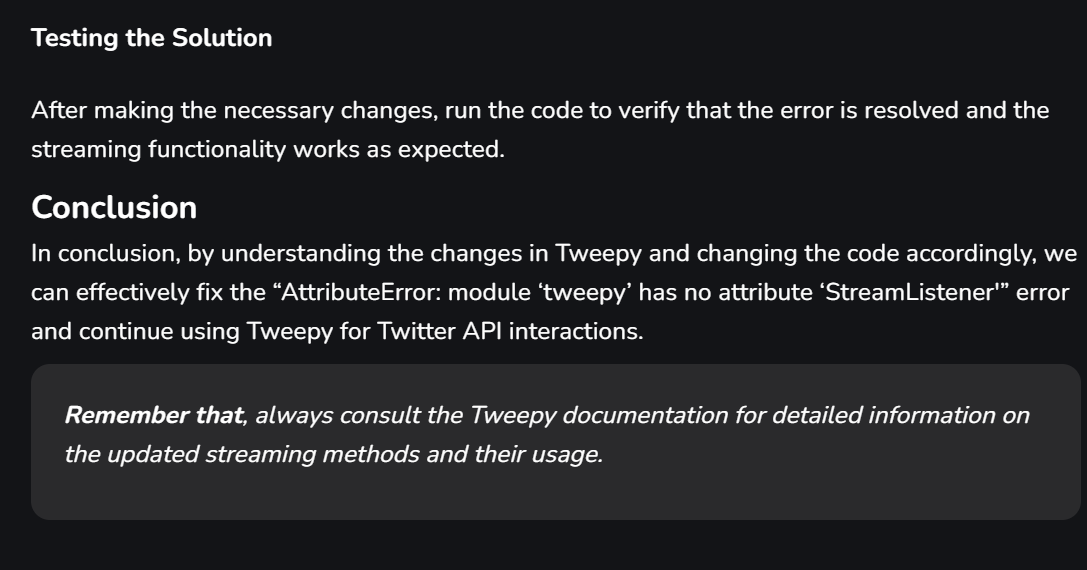 Testing the Solution
After making the necessary changes, run the code to verify that the error is resolved and the
streaming functionality works as expected.
Conclusion
In conclusion, by understanding the changes in Tweepy and changing the code accordingly, we
can effectively fix the “AttributeError: module ‘tweepy’ has no attribute ‘StreamListener'” error
and continue using Tweepy for Twitter API interactions.
Remember that, always consult the Tweepy documentation for detailed information on
the updated streaming methods and their usage.